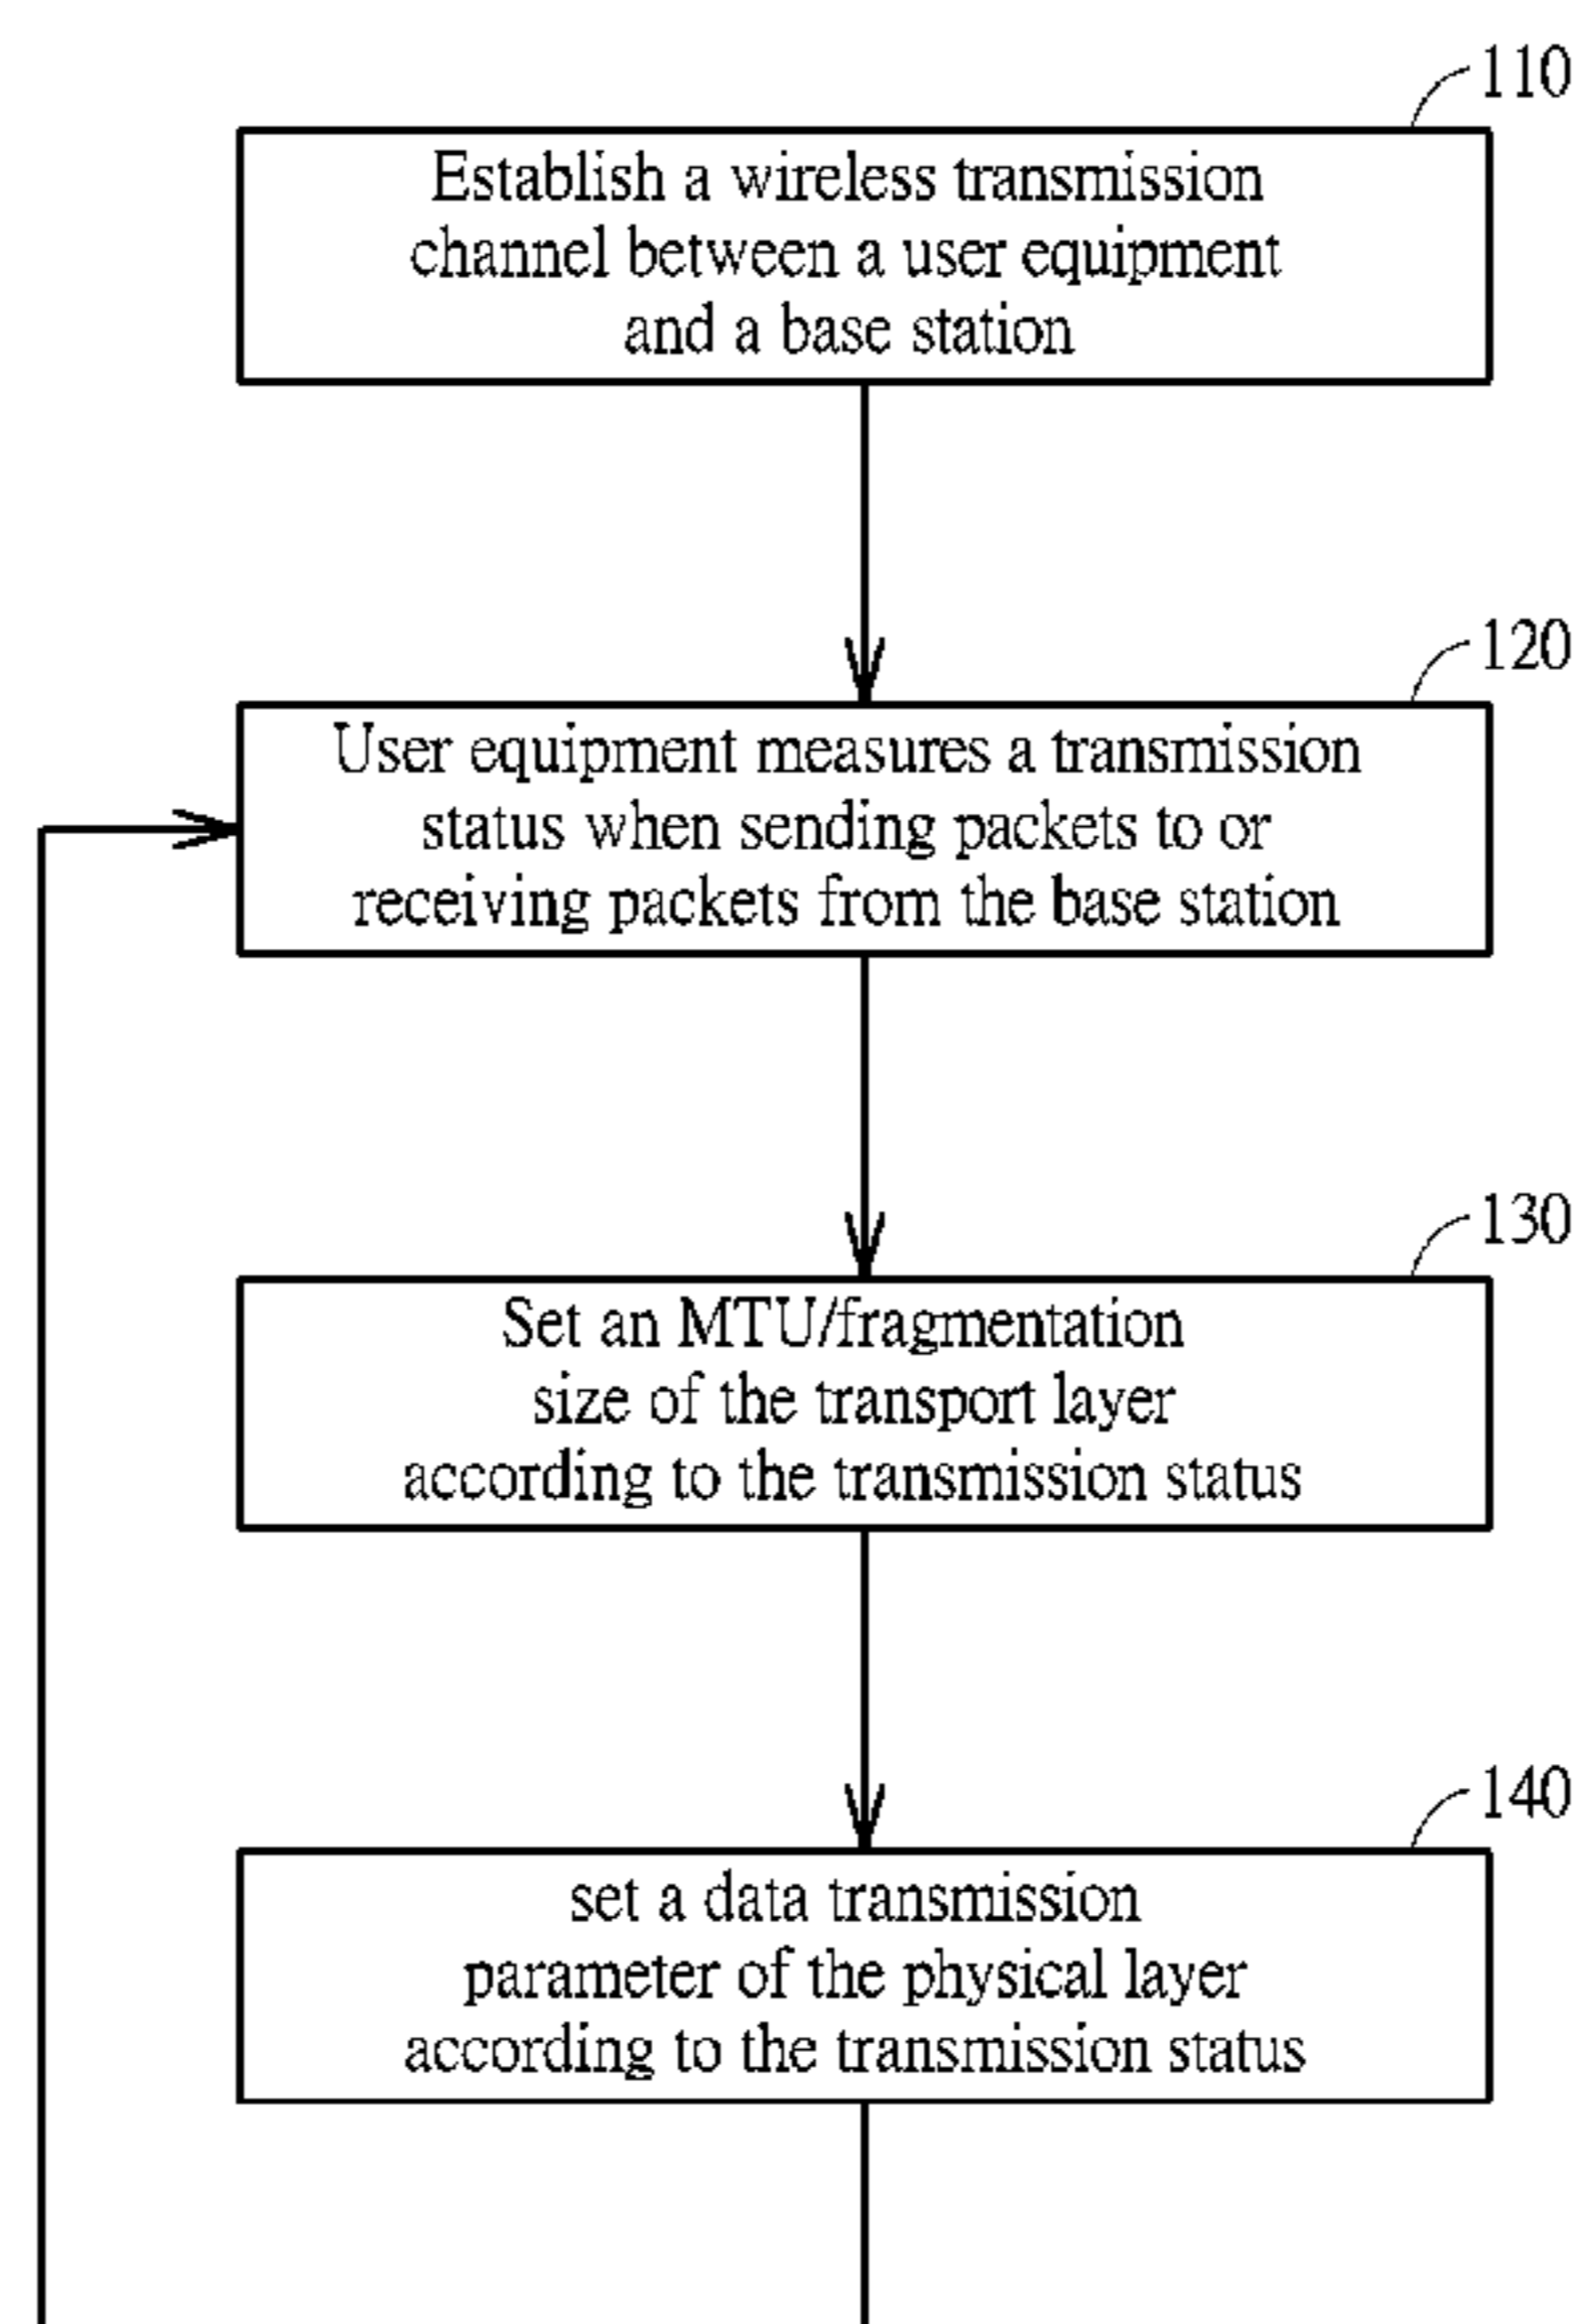 110
Establish a wireless transmission
channel between a user equipment
and a base station
120
User equipment measures a transmission
status when sending packets to or
receiving packets from the base station
130
Set an MTU/fragmentation
size of the transport layer
according to the transmission status
140
set a data transmission
parameter of the physical layer
according to the transmission status